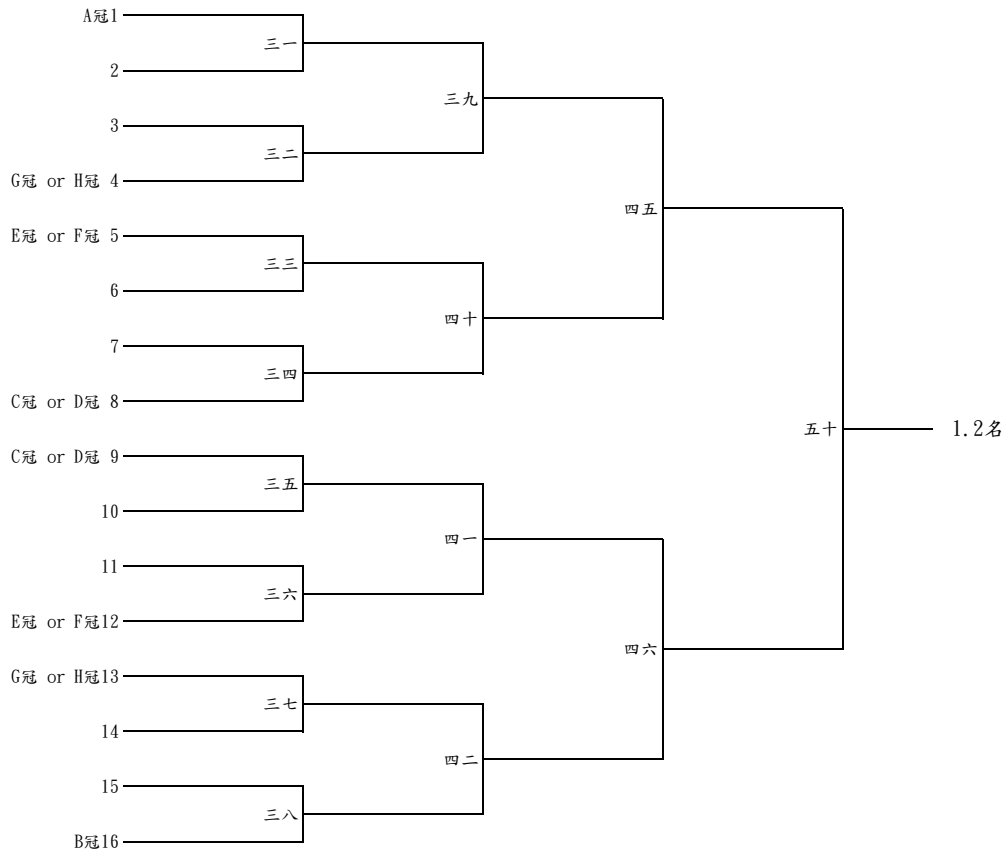 A冠1
三一
2
三九
3
三二
G冠 or H冠 4
四五
E冠 or F冠 5
三三
6
四十
7
三四
C冠 or D冠 8
五十
1.2名
C冠 or D冠 9
三五
10
四一
11
三六
E冠 or F冠12
四六
G冠 or H冠13
三七
14
四二
15
三八
B冠16